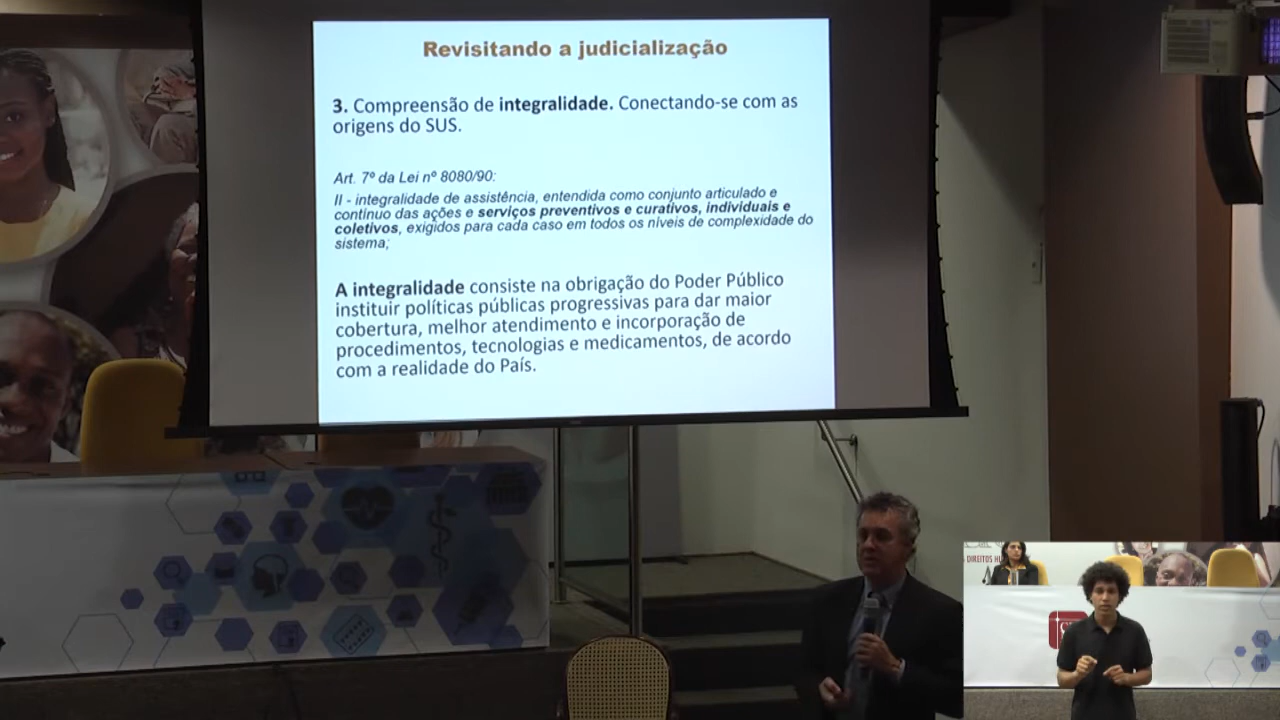 Revisitando a judicialização
3. Compreensão de integralidade. Conectando-se com as
origens do SUS.
Art. 7º da Lei nº 8080/90:
II - integralidade de assistência, entendida como conjunto articulado e
continuo das ações e serviços preventivos e curativos, individuais e
coletivos, exigidos para cada caso em todos os níveis de complexidade do
sistema;
A integralidade consiste na obrigação do Poder Público
instituir políticas públicas progressivas para dar maior
cobertura, melhor atendimento e incorporação de
procedimentos, tecnologias e medicamentos, de acordo
com a realidade do País.
DIREITOS